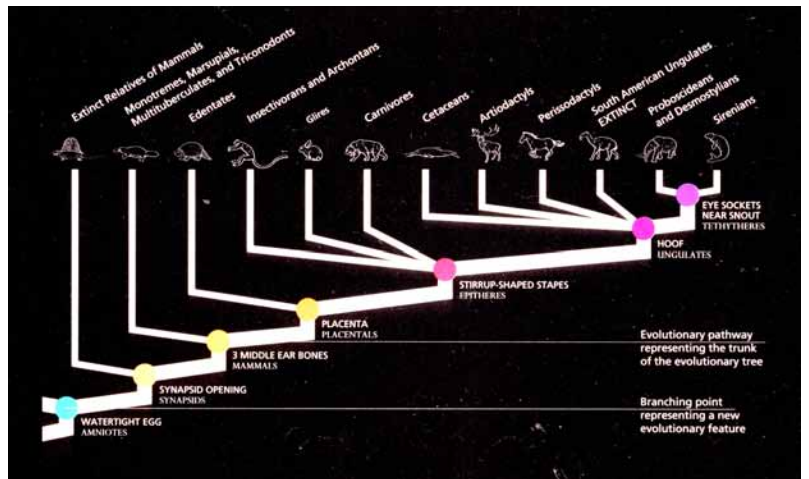 Extinct Relatives of Mammals
Monotremes, Marsupials,
Multituberculates, and Triconodonts
Edentates
Insectivorans and Archontans
Glires
Carnivores
Cetaceans
Artiodactyls
Perissodactyls
South American Ungulates
EXTINCT
Proboscideans
and Desmostylians
Sirenians
EYE SOCKETS
NEAR SNOUT
TETHYTHERES
HOOF
UNGULATES
STIRRUP-SHAPED STAPES
EPITHERES
PLACENTA
PLACENTALS
Evolutionary pathway
representing the trunk
of the evolutionary tree
3 MIDDLE EAR BONES
MAMMALS
SYNAPSID OPENING
SYNAPSIDS
Branching point
representing a new
evolutionary feature
WATERTIGHT EGG
AMNIOTES